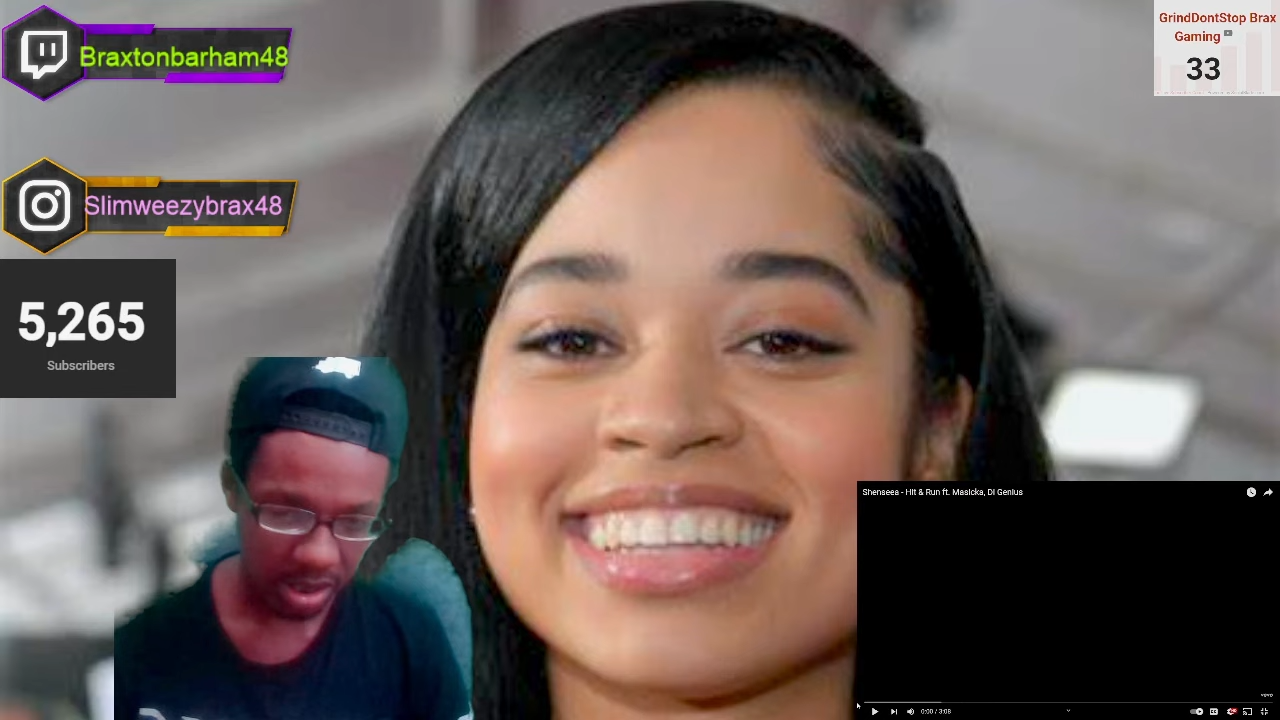 Braxtonbarham48
GrindDontStop Brax
Gaming
33
Slimweezybrax48
5,265
Subscribers
Shenseea - Hit & Run ft. Masicka, Di Genius
vevo
0:00 / 3:08